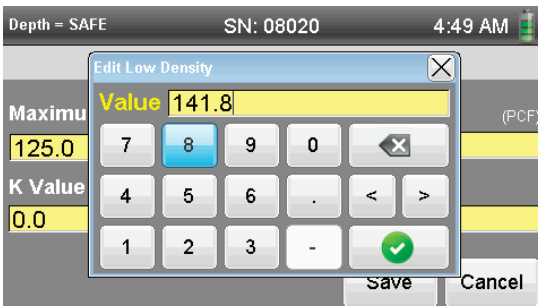 Depth = SAFE SN: 08020 4:49 AM
Edit Low Density
Value 141.8
Maximu (PCF)
125.0
7 8 9 0
K Value
4 5 6 . < >
0.0
1 2 3 -
Save Cancel